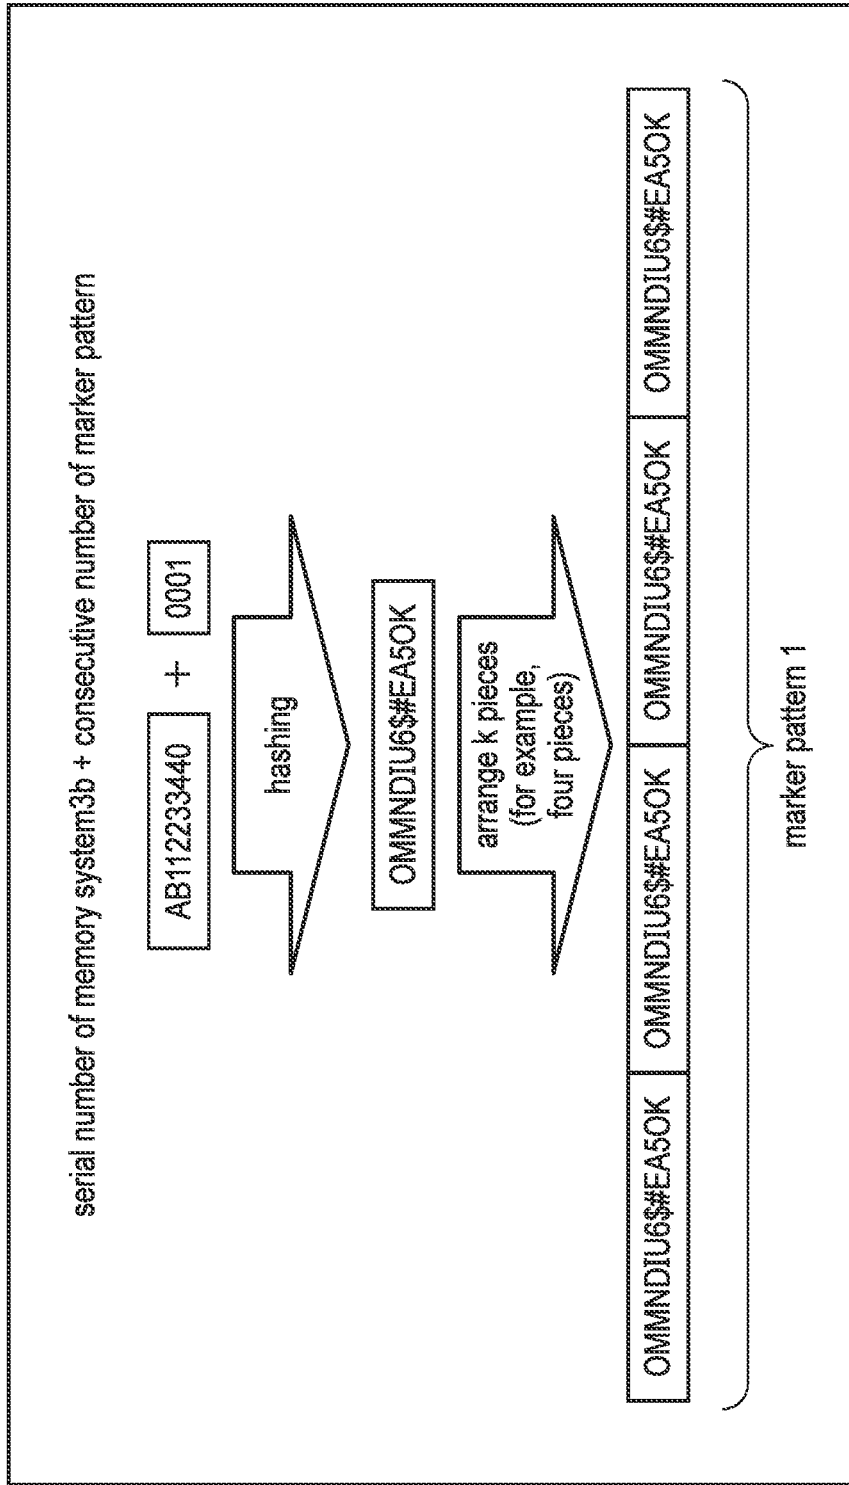 serial number of memory system3b + consecutive number of marker pattern
AB112233440 + 0001
hashing
OMMNDIU6$#EA5OK
arrange k pieces
(for example,
four pieces)
OMMNDIU6$#EA5OK OMMNDIU6$#EA5OK OMMNDIU6$#EA5OK OMMNDIU6$#EA5OK
marker pattern 1